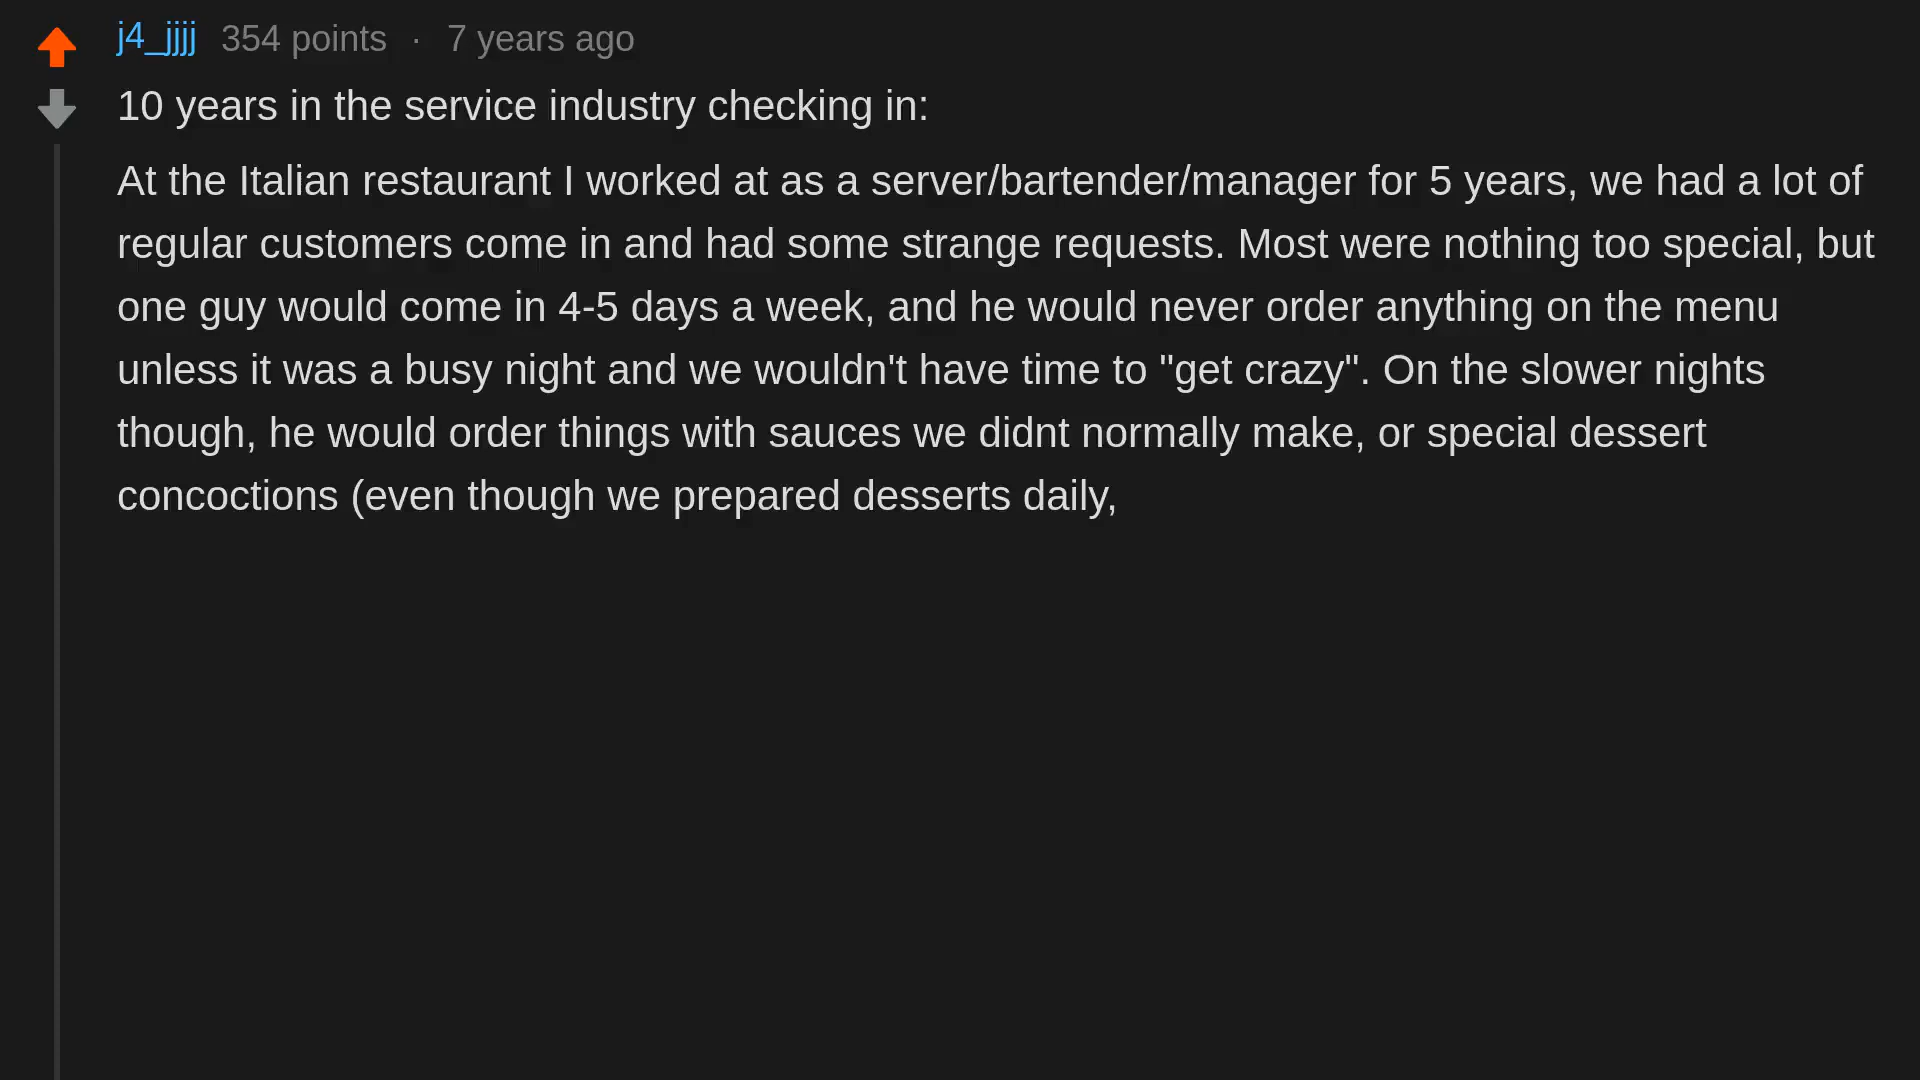 j4_jjjj 354 points · 7 years ago
10 years in the service industry checking in:
At the Italian restaurant I worked at as a server/bartender/manager for 5 years, we had a lot of
regular customers come in and had some strange requests. Most were nothing too special, but
one guy would come in 4-5 days a week, and he would never order anything on the menu
unless it was a busy night and we wouldn't have time to "get crazy". On the slower nights
though, he would order things with sauces we didnt normally make, or special dessert
concoctions (even though we prepared desserts daily,